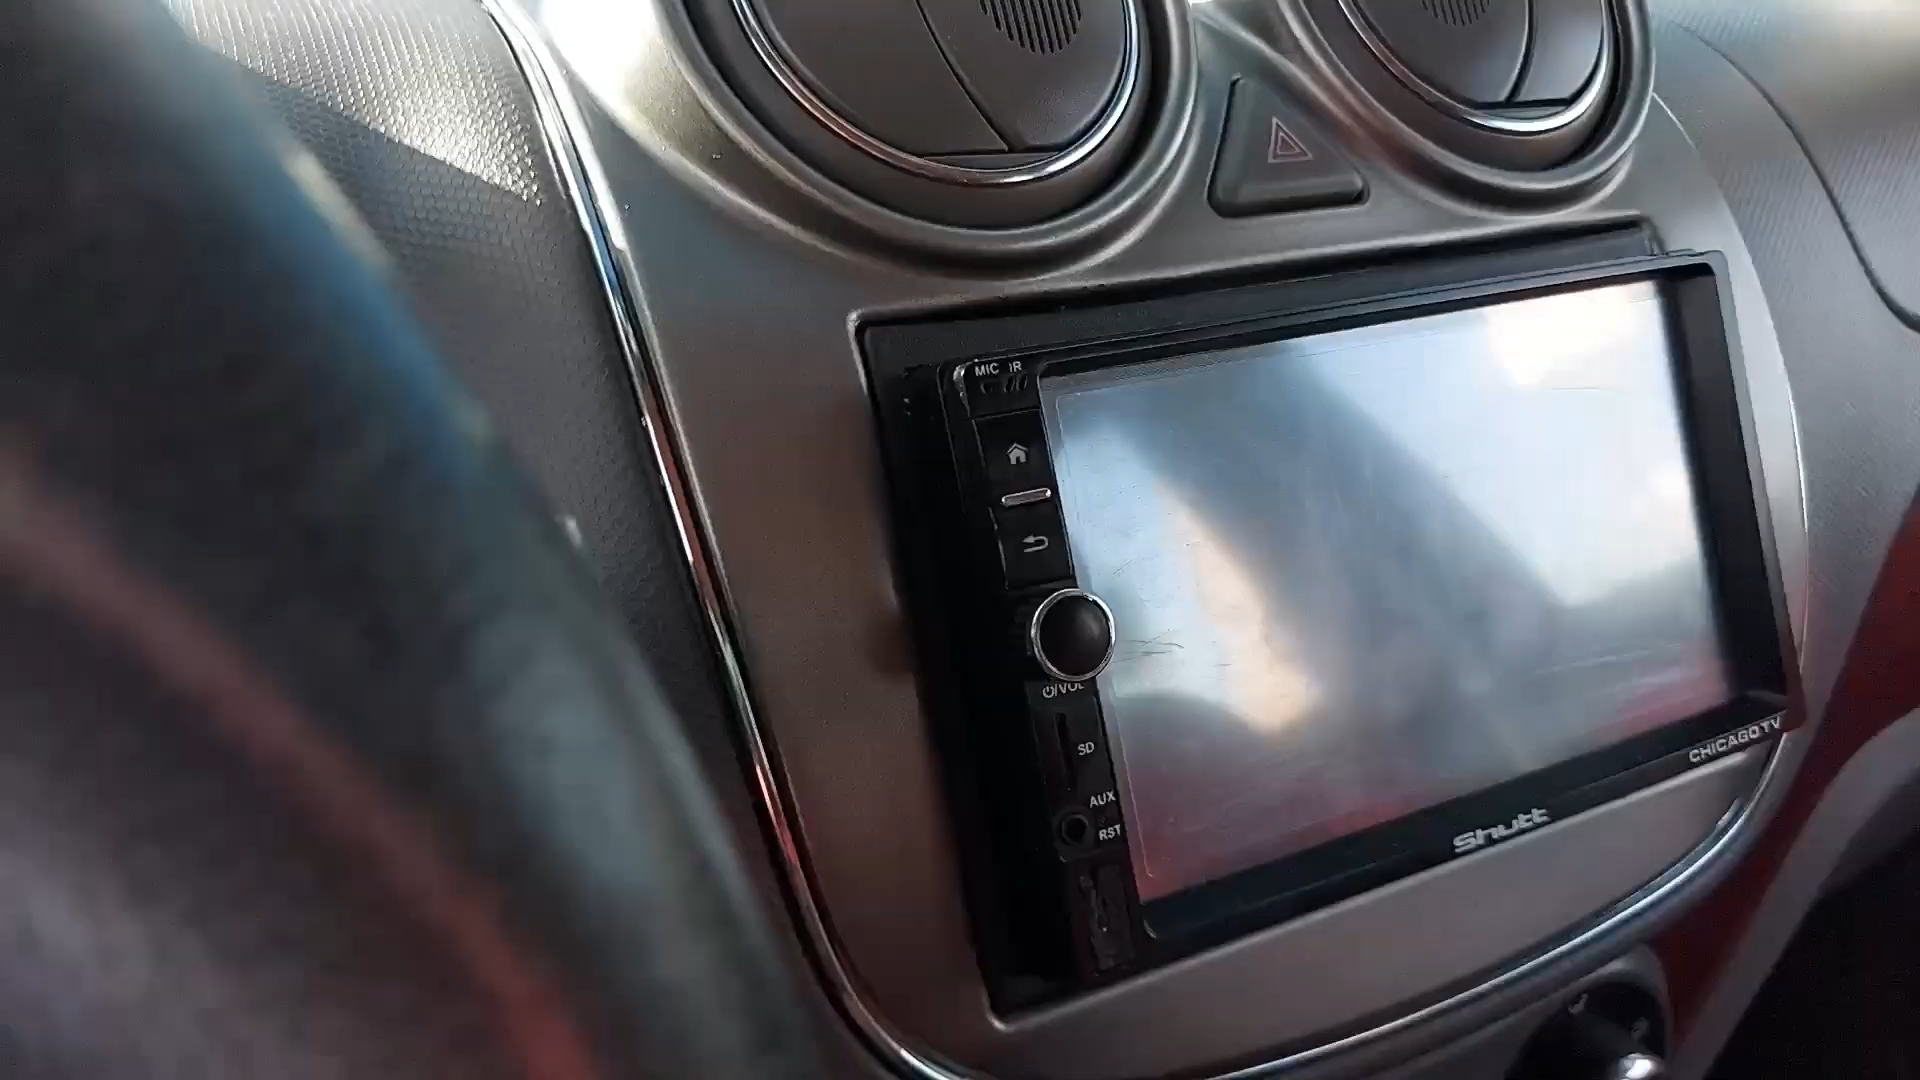 MIC IR
⏻/VOL
SD
AUX
RST
CHICAGO TV
Shutt